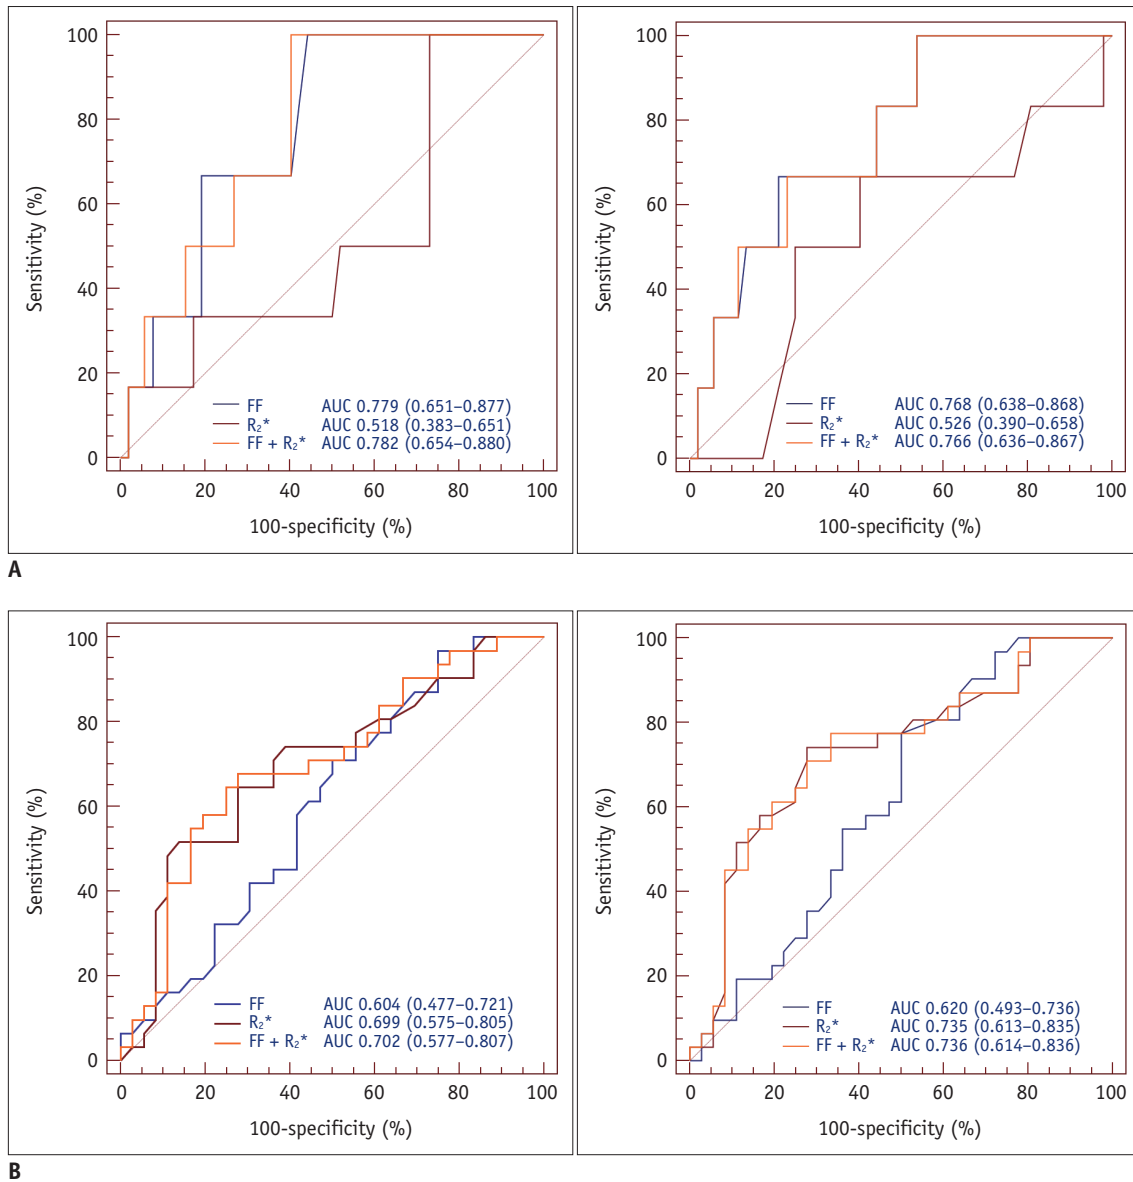 100
80
60
40
20
0
Sensitivity (%)
FF AUC 0.779 (0.651–0.877)
R₂* AUC 0.518 (0.383–0.651)
FF + R₂* AUC 0.782 (0.654–0.880)
0 20 40 60 80 100
100-specificity (%)
100
80
60
40
20
0
Sensitivity (%)
FF AUC 0.768 (0.638–0.868)
R₂* AUC 0.526 (0.390–0.658)
FF + R₂* AUC 0.766 (0.636–0.867)
0 20 40 60 80 100
100-specificity (%)
A
100
80
60
40
20
0
Sensitivity (%)
FF AUC 0.604 (0.477–0.721)
R₂* AUC 0.699 (0.575–0.805)
FF + R₂* AUC 0.702 (0.577–0.807)
0 20 40 60 80 100
100-specificity (%)
100
80
60
40
20
0
Sensitivity (%)
FF AUC 0.620 (0.493–0.736)
R₂* AUC 0.735 (0.613–0.835)
FF + R₂* AUC 0.736 (0.614–0.836)
0 20 40 60 80 100
100-specificity (%)
B